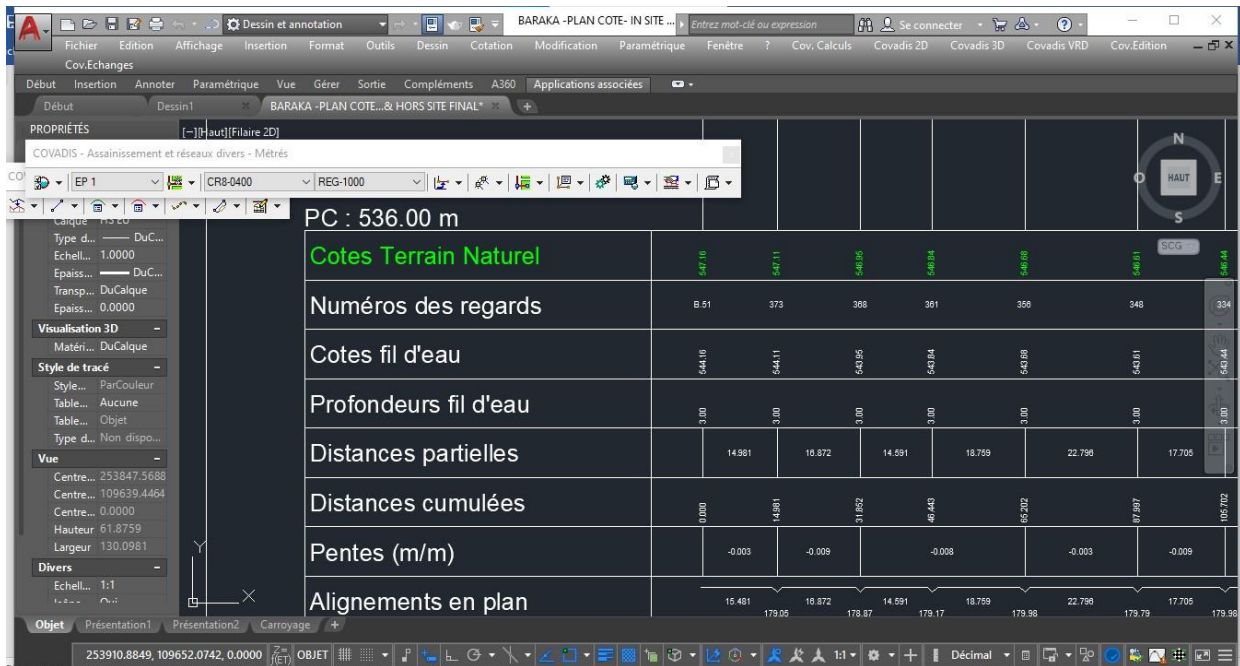 Dessin et annotation
BARAKA -PLAN COTE- IN SITE ...
Entrez mot-clé ou expression
Se connecter
Fichier Edition Affichage Insertion Format Outils Dessin Cotation Modification Paramétrique Fenêtre ? Cov. Calculs Covadis 2D Covadis 3D Covadis VRD Cov.Edition
Cov.Echanges
Début Insertion Annoter Paramétrique Vue Gérer Sortie Compléments A360 Applications associées
Début Dessin1 BARAKA -PLAN COTE...& HORS SITE FINAL* +
PROPRIÉTÉS
[−][Haut][Filaire 2D]
COVADIS - Assainissement et réseaux divers - Métrés
EP 1 CR8-0400 REG-1000
N
O HAUT E
S
SCG
Type d... DuC...
Echell... 1.0000
Epaiss... DuC...
Transp... DuCalque
Epaiss... 0.0000
Visualisation 3D
Matéri... DuCalque
Style de tracé
Style... ParCouleur
Table... Aucune
Table... Objet
Type d... Non dispo...
Vue
Centre... 253847.5688
Centre... 109639.4464
Centre... 0.0000
Hauteur 61.8759
Largeur 130.0981
Divers
Echell... 1:1
Y
X
PC : 536.00 m
Cotes Terrain Naturel 547.16 547.11 546.95 546.84 546.68 546.61 546.44
Numéros des regards B.51 373 368 361 356 348 334
Cotes fil d'eau 544.16 544.11 543.95 543.84 543.68 543.61 543.44
Profondeurs fil d'eau 3.00 3.00 3.00 3.00 3.00 3.00 3.00
Distances partielles 14.981 16.872 14.591 18.759 22.796 17.705
Distances cumulées 0.000 14.981 31.852 46.443 65.202 87.997 105.702
Pentes (m/m) -0.003 -0.009 -0.008 -0.003 -0.009
Alignements en plan 15.481 16.872 14.591 18.759 22.796 17.705
179.05 178.87 179.17 179.98 179.79 179.98
Objet Présentation1 Présentation2 Carroyage +
253910.8849, 109652.0742, 0.0000 OBJET 1:1 Décimal